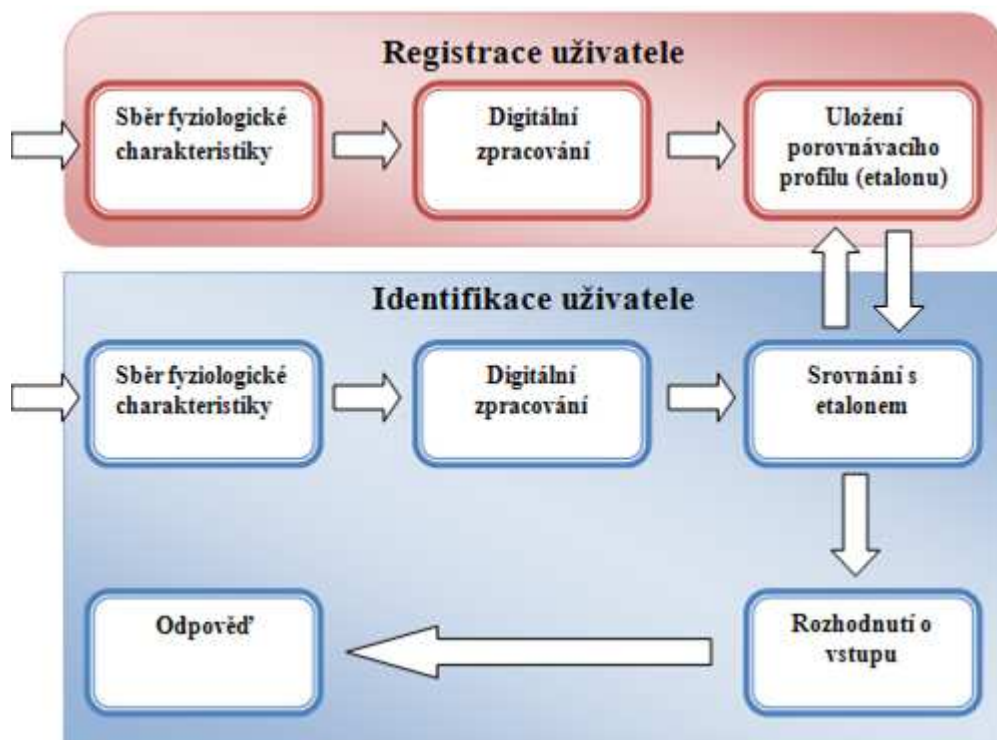 Registrace uživatele
Sběr fyziologické
charakteristiky
Digitální
zpracování
Uložení
porovnávacího
profilu (etalonu)
Identifikace uživatele
Sběr fyziologické
charakteristiky
Digitální
zpracování
Srovnání s
etalonem
Odpověď
Rozhodnutí o
vstupu